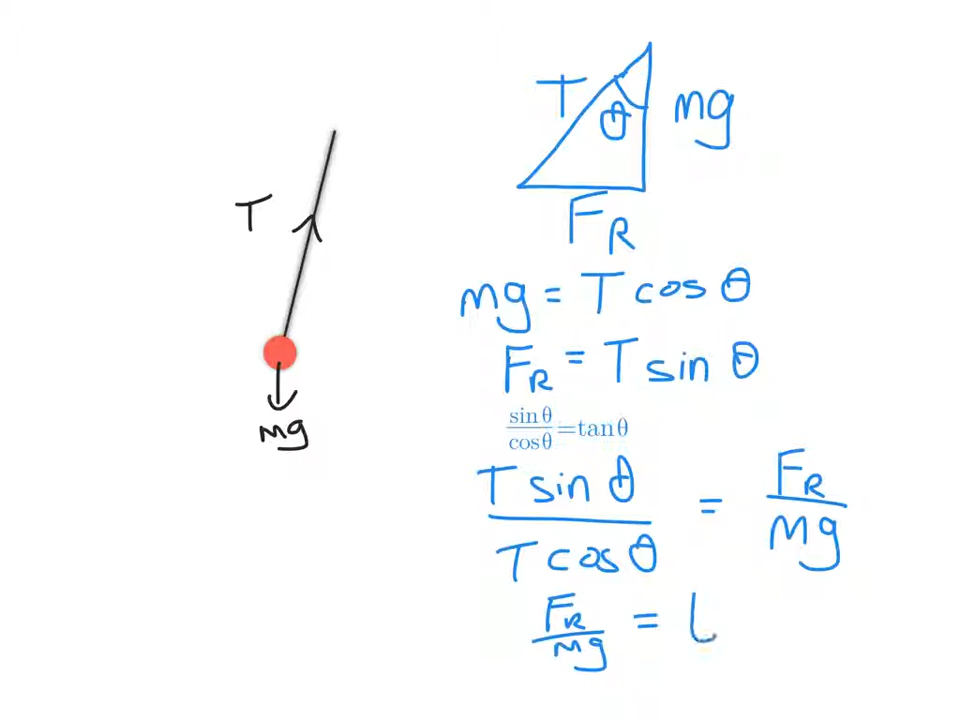 T
mg
T
θ
mg
F_R
mg = T cos θ
F_R = T sin θ
sinθ/cosθ=tanθ
T sin θ / T cos θ = F_R / mg
F_R / mg =